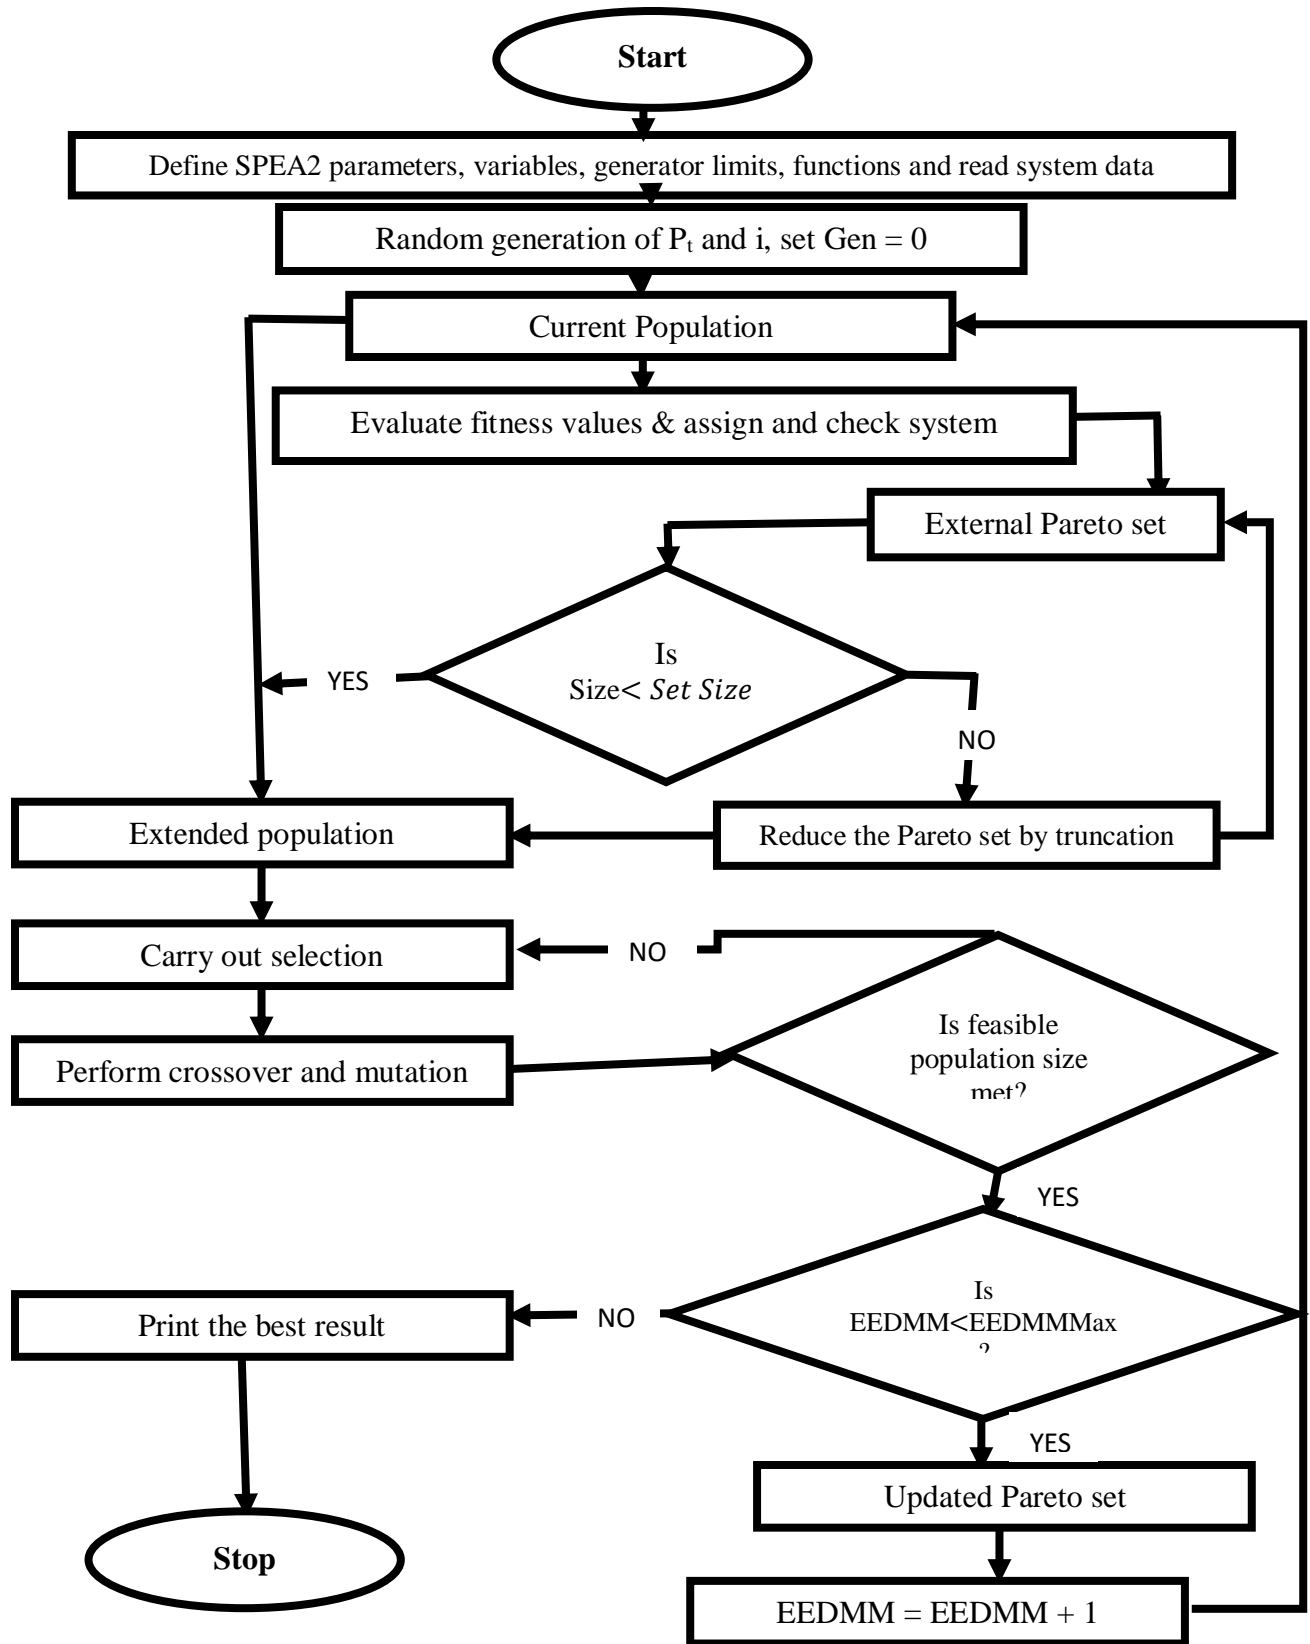 Start
Define SPEA2 parameters, variables, generator limits, functions and read system data
Random generation of Pₜ and i, set Gen = 0
Current Population
Evaluate fitness values & assign and check system
External Pareto set
Is
Size< Set Size
YES
NO
Extended population
Reduce the Pareto set by truncation
Carry out selection
NO
Is feasible
population size
met?
Perform crossover and mutation
YES
Is
EEDMM<EEDMMMax
?
NO
Print the best result
YES
Updated Pareto set
Stop
EEDMM = EEDMM + 1